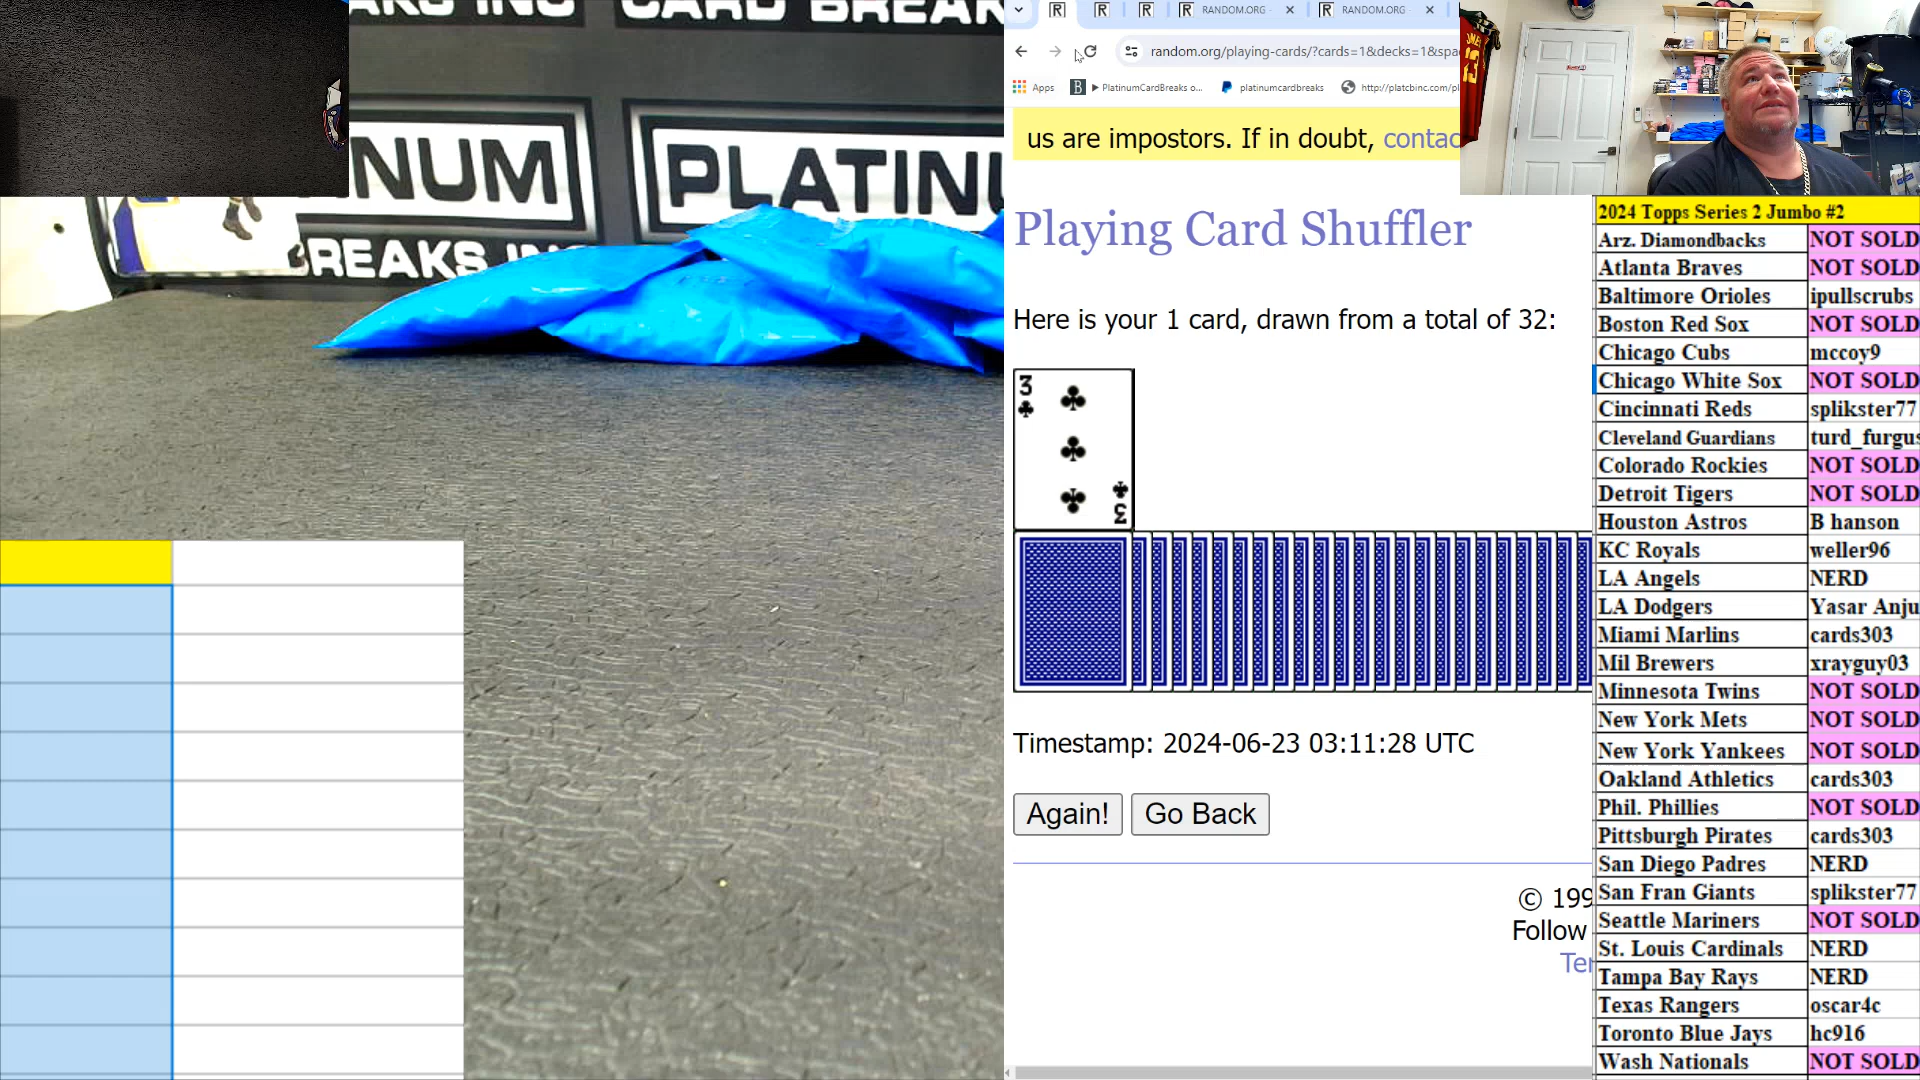 AKS INC
CARD BREAK
NUM
PLATIN
BREAKS INC
RANDOM.ORG
RANDOM.ORG
random.org/playing-cards/?cards=1&decks=1&spa
Apps
PlatinumCardBreaks o...
platinumcardbreaks
http://platcbinc.com/pl
us are impostors. If in doubt, contac
Playing Card Shuffler
Here is your 1 card, drawn from a total of 32:
3
3
Timestamp: 2024-06-23 03:11:28 UTC
Again!
Go Back
© 199
Follow
Ter
2024 Topps Series 2 Jumbo #2
Arz. Diamondbacks NOT SOLD
Atlanta Braves NOT SOLD
Baltimore Orioles ipullscrubs
Boston Red Sox NOT SOLD
Chicago Cubs mccoy9
Chicago White Sox NOT SOLD
Cincinnati Reds splikster77
Cleveland Guardians turd_furgus
Colorado Rockies NOT SOLD
Detroit Tigers NOT SOLD
Houston Astros B hanson
KC Royals weller96
LA Angels NERD
LA Dodgers Yasar Anju
Miami Marlins cards303
Mil Brewers xrayguy03
Minnesota Twins NOT SOLD
New York Mets NOT SOLD
New York Yankees NOT SOLD
Oakland Athletics cards303
Phil. Phillies NOT SOLD
Pittsburgh Pirates cards303
San Diego Padres NERD
San Fran Giants splikster77
Seattle Mariners NOT SOLD
St. Louis Cardinals NERD
Tampa Bay Rays NERD
Texas Rangers oscar4c
Toronto Blue Jays hc916
Wash Nationals NOT SOLD